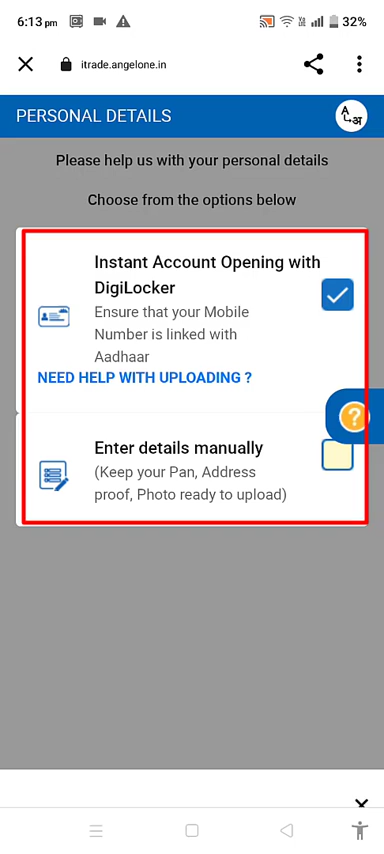 6:13 pm
32%
itrade.angelone.in
PERSONAL DETAILS
A
अ
Please help us with your personal details
Choose from the options below
Instant Account Opening with
DigiLocker
Ensure that your Mobile
Number is linked with
Aadhaar
NEED HELP WITH UPLOADING ?
?
Enter details manually
(Keep your Pan, Address
proof, Photo ready to upload)